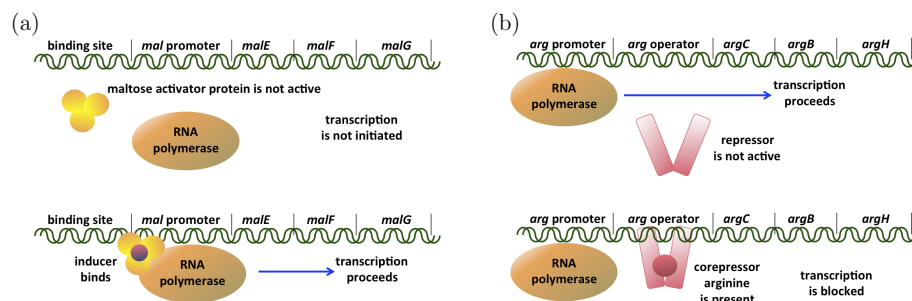 (a)
binding site mal promoter malE malF malG
maltose activator protein is not active
RNA
polymerase
transcription
is not initiated
binding site mal promoter malE malF malG
inducer
binds
RNA
polymerase
transcription
proceeds
(b)
arg promoter arg operator argC argB argH
RNA
polymerase
transcription
proceeds
repressor
is not active
arg promoter arg operator argC argB argH
RNA
polymerase
corepressor
arginine
is present
transcription
is blocked